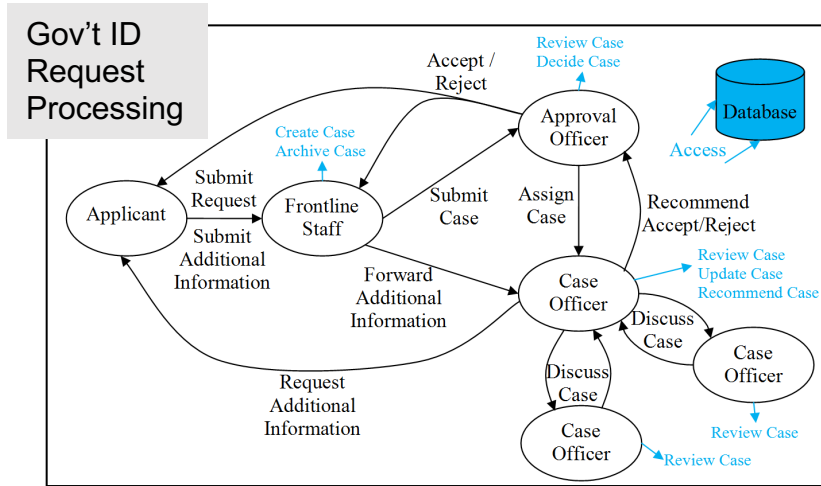 Gov't ID
Request
Processing
Accept /
Reject
Review Case
Decide Case
Database
Access
Approval
Officer
Create Case
Archive Case
Submit
Request
Applicant
Frontline
Staff
Submit
Case
Assign
Case
Recommend
Accept/Reject
Submit
Additional
Information
Forward
Additional
Information
Case
Officer
Review Case
Update Case
Recommend Case
Discuss
Case
Case
Officer
Review Case
Request
Additional
Information
Discuss
Case
Case
Officer
Review Case